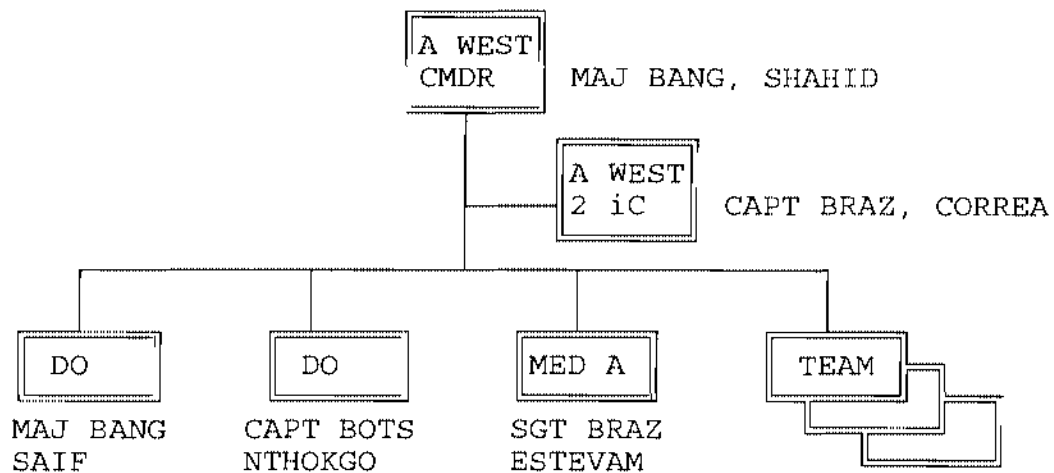 A WEST
CMDR
MAJ BANG, SHAHID
A WEST
2 iC
CAPT BRAZ, CORREA
DO
DO
MED A
TEAM
MAJ BANG
SAIF
CAPT BOTS
NTHOKGO
SGT BRAZ
ESTEVAM